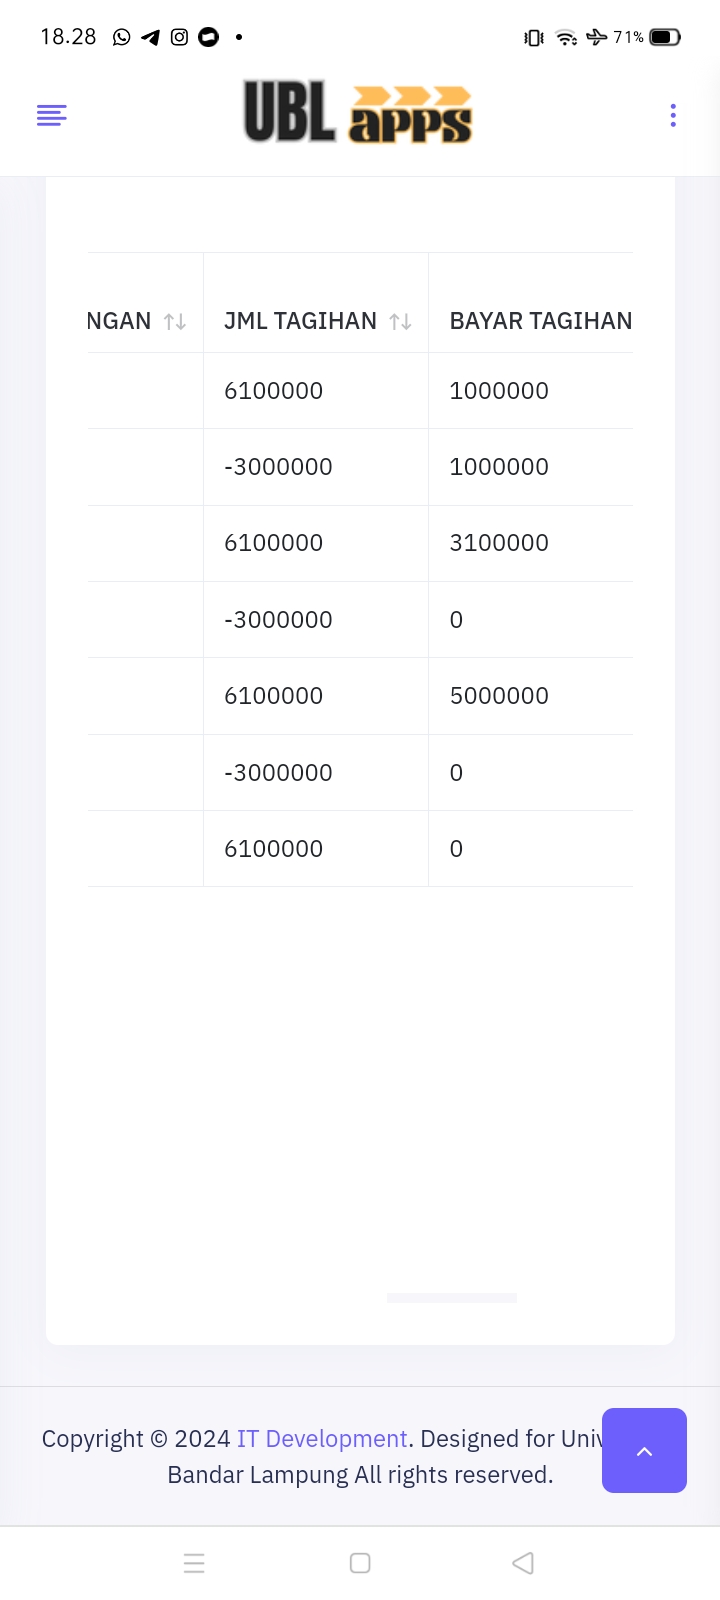 18.28 71%
UBL apps
NGAN JML TAGIHAN BAYAR TAGIHAN
6100000 1000000
-3000000 1000000
6100000 3100000
-3000000 0
6100000 5000000
-3000000 0
6100000 0
Copyright © 2024 IT Development. Designed for Univ
Bandar Lampung All rights reserved.